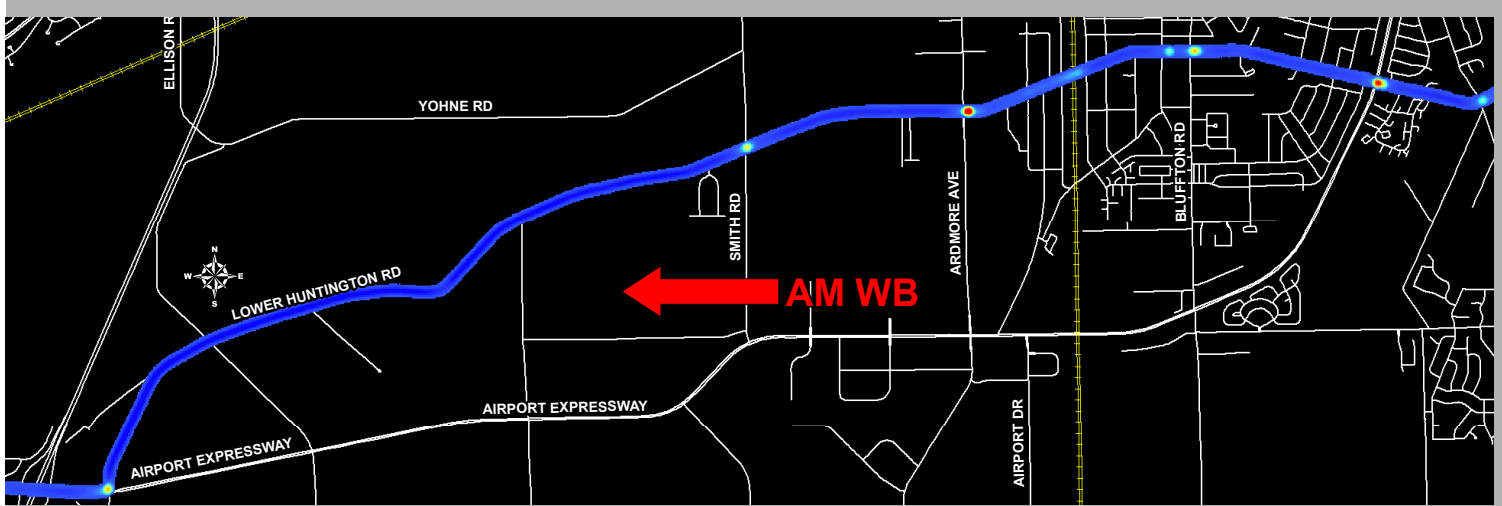 ELLISON R
YOHNE RD
BLUFFTON RD
SMITH RD
ARDMORE AVE
N
W E
S
LOWER HUNTINGTON RD
AM WB
AIRPORT EXPRESSWAY
AIRPORT EXPRESSWAY
AIRPORT DR